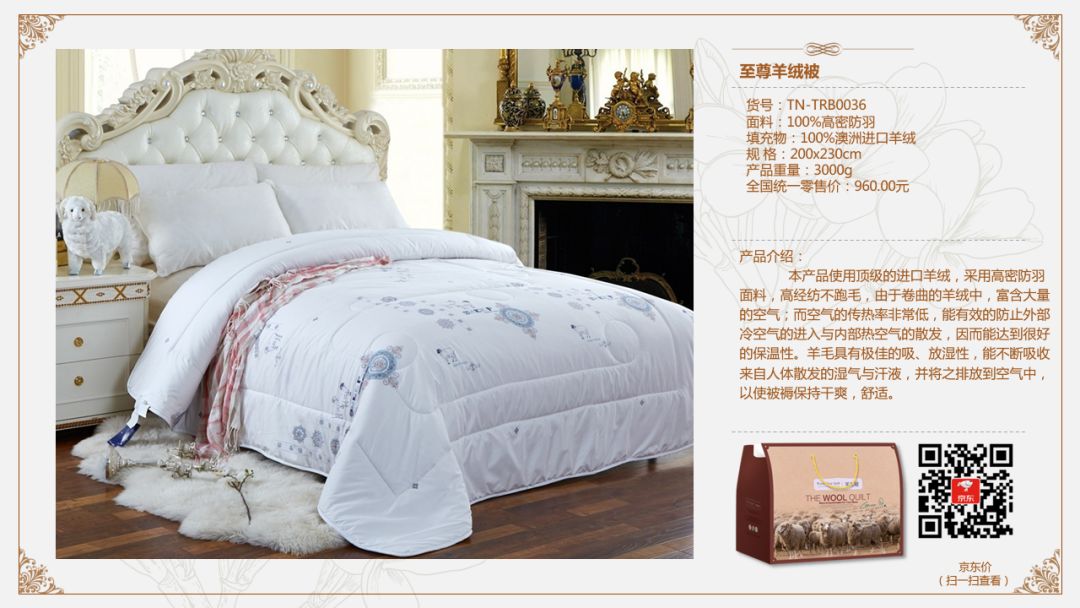 至尊羊绒被
货号：TN-TRB0036
面料：100%高密防羽
填充物：100%澳洲进口羊绒
规 格：200x230cm
产品重量：3000g
全国统一零售价：960.00元
产品介绍：
本产品使用顶级的进口羊绒，采用高密防羽
面料，高经纺不跑毛，由于卷曲的羊绒中，富含大量
的空气；而空气的传热率非常低，能有效的防止外部
冷空气的进入与内部热空气的散发，因而能达到很好
的保温性。羊毛具有极佳的吸、放湿性，能不断吸收
来自人体散发的湿气与汗液，并将之排放到空气中，
以使被褥保持干爽，舒适。
THE WOOL QUILT
京东
京东价
（扫一扫查看）